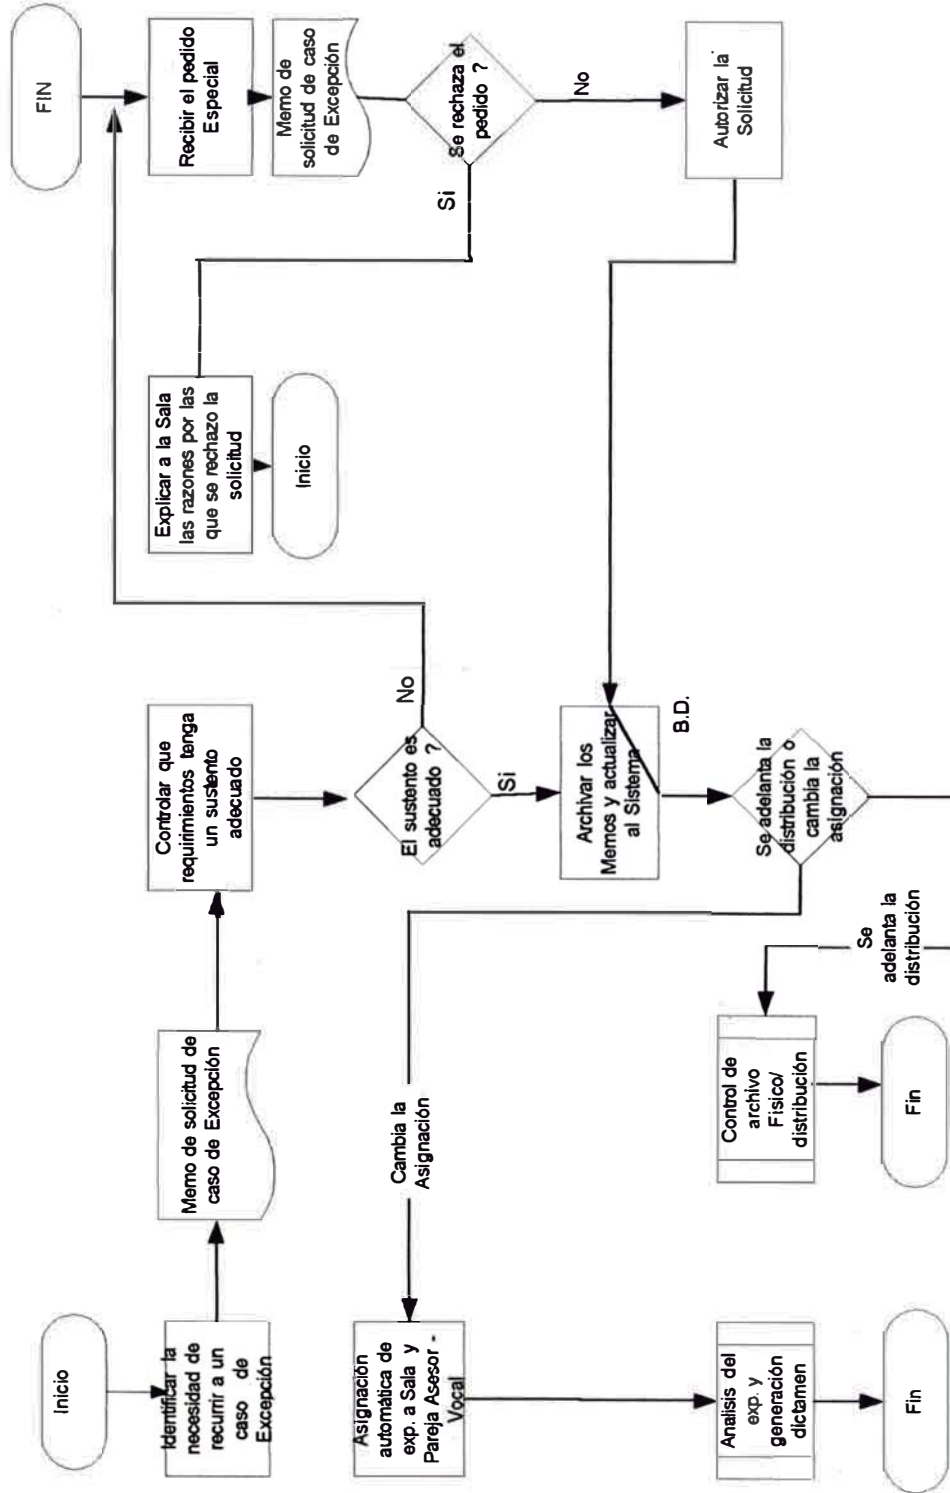 Inicio
Identificar la
necesidad de
recurrir a un
caso de
Excepción
Memo de solicitud de
caso de Excepción
Controlar que
requirimientos tenga
un sustento
adecuado
El sustento es
adecuado ?
No
Si
FIN
Recibir el pedido
Especial
Memo de
solicitud de caso
de Excepción
Se rechaza el
pedido ?
Si
No
Explicar a la Sala
las razones por las
que se rechazo la
solicitud
Inicio
Autorizar la
Solicitud
Archivar los
Memos y actualizar
al Sistema
B.D.
Se adelanta la
distribución o
cambia la
asignación
Cambia la
Asignación
Se
adelanta la
distribución
Asignación
automática de
exp. a Sala y
Pareja Asesor -
Vocal
Control de
archivo
Fisico/
distribución
Fin
Analisis del
exp. y
generación
dictamen
Fin